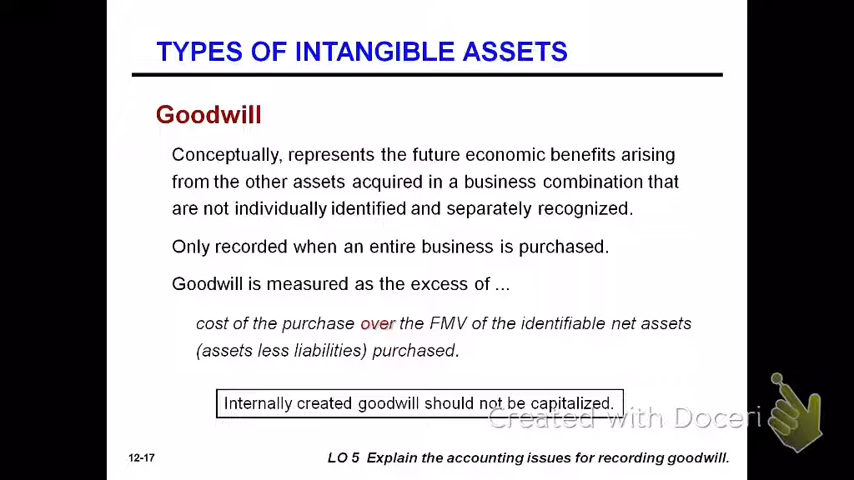 TYPES OF INTANGIBLE ASSETS
Goodwill
Conceptually, represents the future economic benefits arising
from the other assets acquired in a business combination that
are not individually identified and separately recognized.
Only recorded when an entire business is purchased.
Goodwill is measured as the excess of ...
cost of the purchase over the FMV of the identifiable net assets
(assets less liabilities) purchased.
Internally created goodwill should not be capitalized.
Created with Doceri
12-17
LO 5 Explain the accounting issues for recording goodwill.